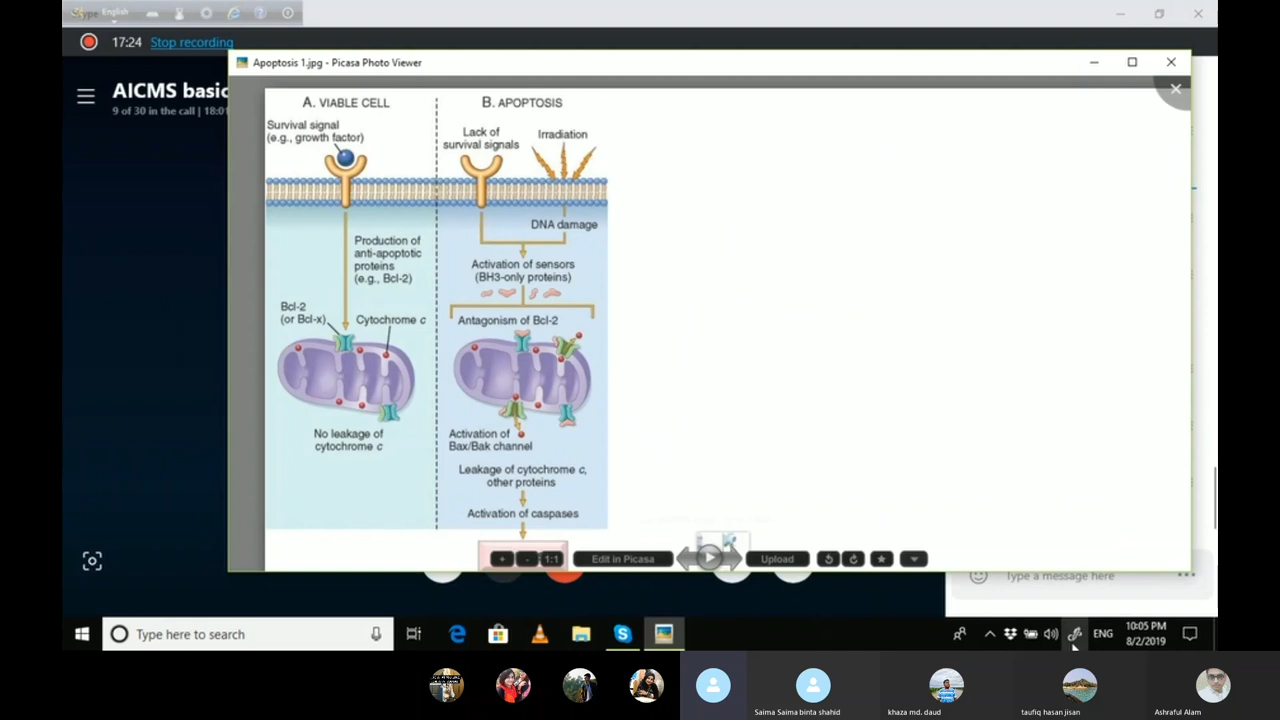 English
17:24 Stop recording
Apoptosis 1.jpg - Picasa Photo Viewer
AICMS basic
9 of 30 in the call | 18:01
A. VIABLE CELL
B. APOPTOSIS
Survival signal
(e.g., growth factor)
Lack of
survival signals
Irradiation
DNA damage
Production of
anti-apoptotic
proteins
(e.g., Bcl-2)
Activation of sensors
(BH3-only proteins)
Bcl-2
(or Bcl-x)
Cytochrome c
Antagonism of Bcl-2
No leakage of
cytochrome c
Activation of
Bax/Bak channel
Leakage of cytochrome c,
other proteins
Activation of caspases
+ - 1:1 Edit in Picasa Upload
Type a message here
Type here to search
ENG
10:05 PM
8/2/2019
Saima Saima binta shahid
khaza md. daud
taufiq hasan jisan
Ashraful Alam